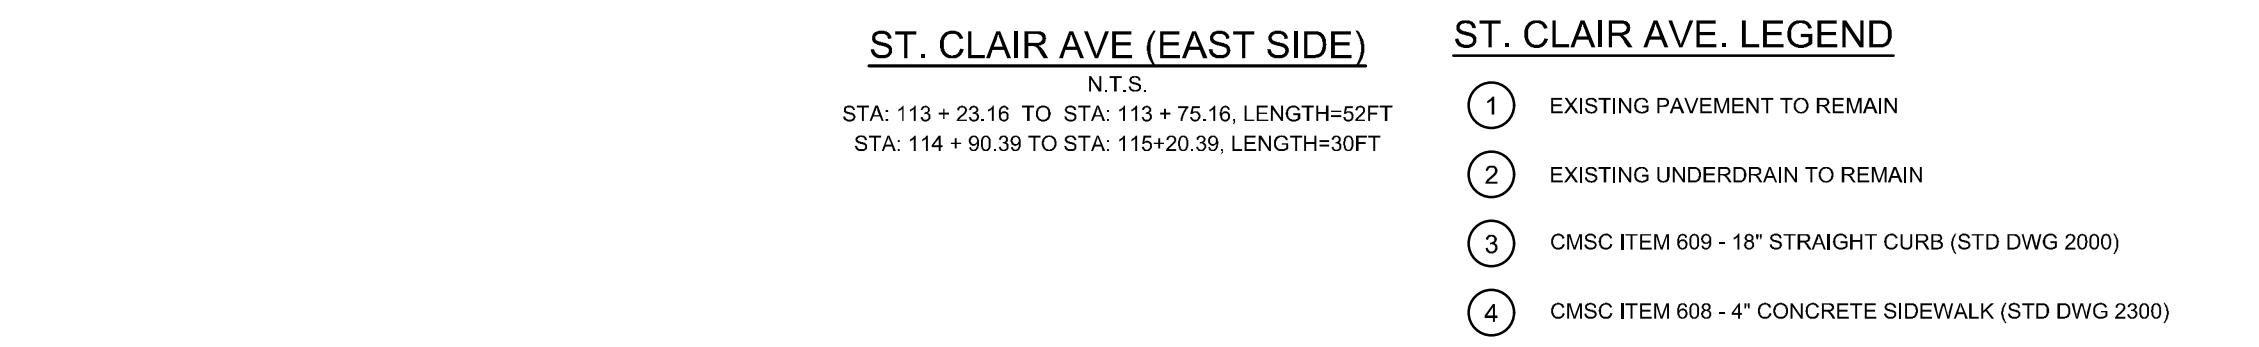 ST. CLAIR AVE (EAST SIDE)
N.T.S.
STA: 113 + 23.16 TO STA: 113 + 75.16, LENGTH=52FT
STA: 114 + 90.39 TO STA: 115+20.39, LENGTH=30FT
ST. CLAIR AVE. LEGEND
1 EXISTING PAVEMENT TO REMAIN
2 EXISTING UNDERDRAIN TO REMAIN
3 CMSC ITEM 609 - 18" STRAIGHT CURB (STD DWG 2000)
4 CMSC ITEM 608 - 4" CONCRETE SIDEWALK (STD DWG 2300)